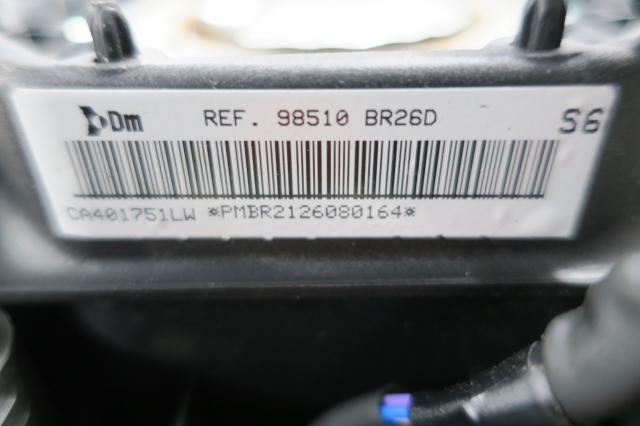 Dm REF. 98510 BR26D S6
CA401751LW *PMBR2126080164*